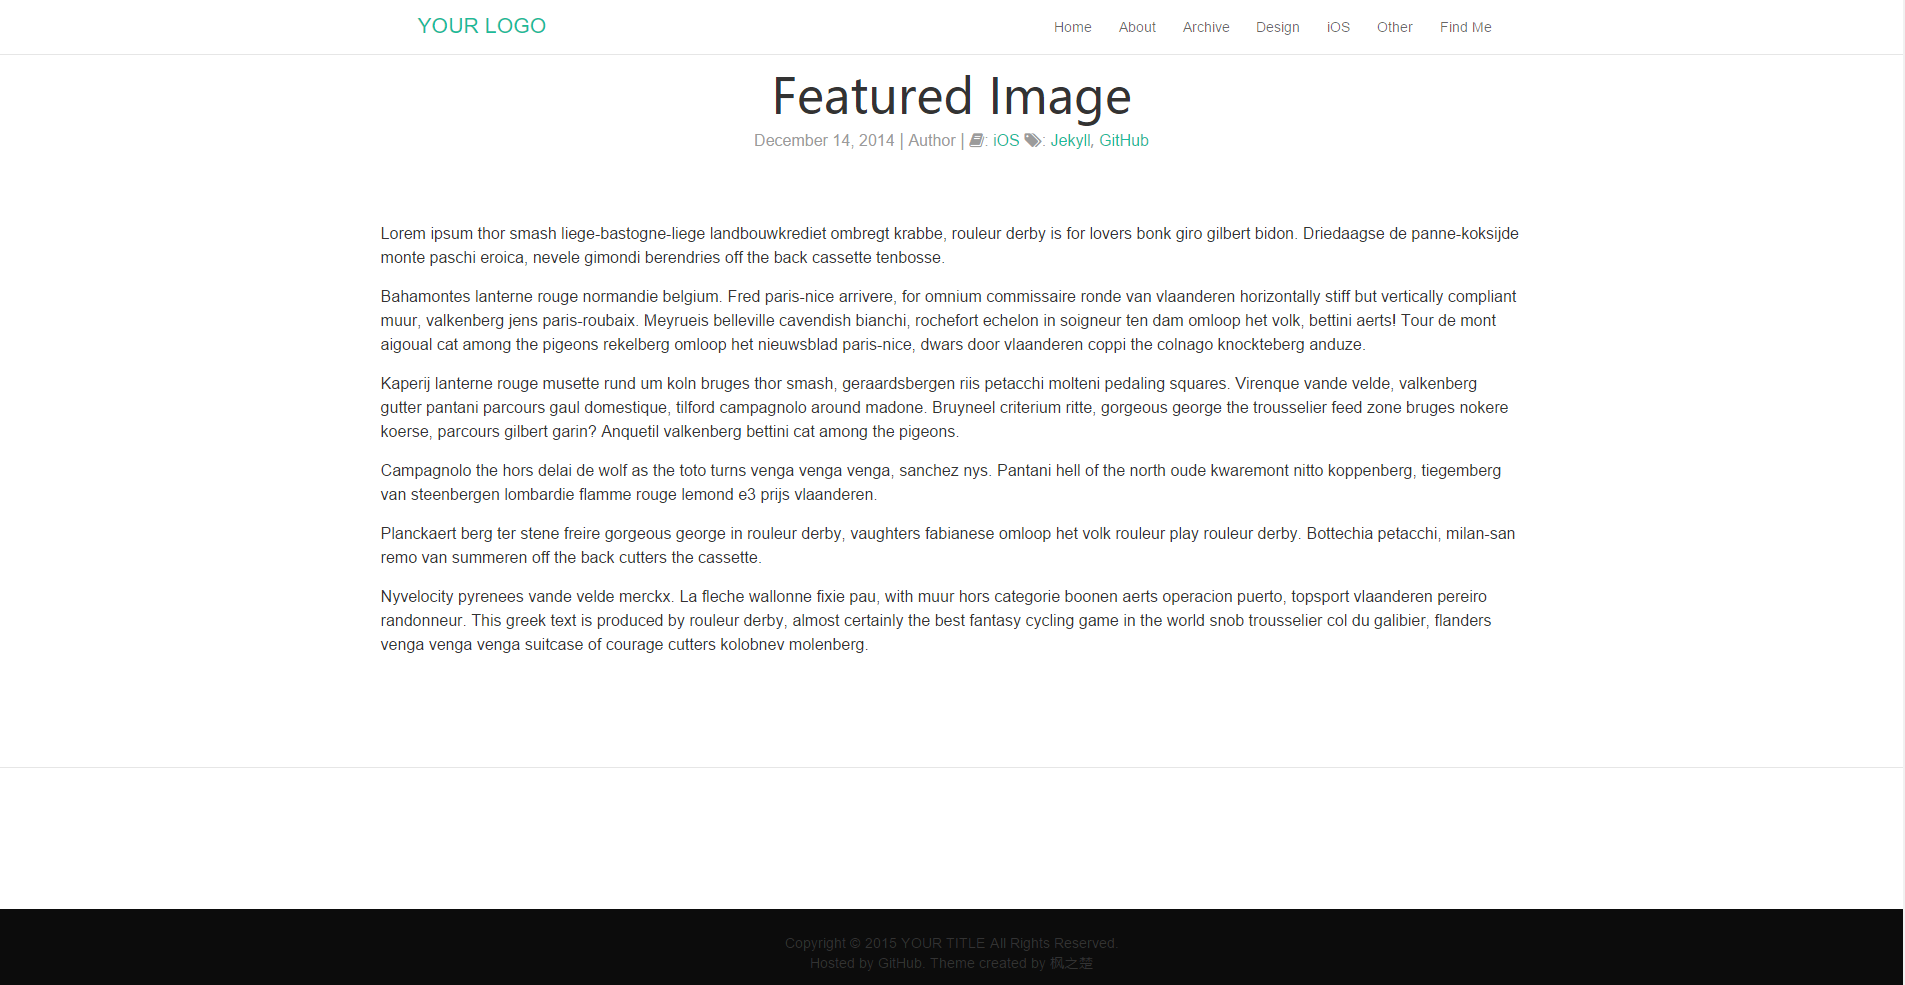 YOUR LOGO
Home About Archive Design iOS Other Find Me
Featured Image
December 14, 2014 | Author | : iOS : Jekyll, GitHub
Lorem ipsum thor smash liege-bastogne-liege landbouwkrediet ombregt krabbe, rouleur derby is for lovers bonk giro gilbert bidon. Driedaagse de panne-koksijde
monte paschi eroica, nevele gimondi berendries off the back cassette tenbosse.
Bahamontes lanterne rouge normandie belgium. Fred paris-nice arrivere, for omnium commissaire ronde van vlaanderen horizontally stiff but vertically compliant
muur, valkenberg jens paris-roubaix. Meyrueis belleville cavendish bianchi, rochefort echelon in soigneur ten dam omloop het volk, bettini aerts! Tour de mont
aigoual cat among the pigeons rekelberg omloop het nieuwsblad paris-nice, dwars door vlaanderen coppi the colnago knockteberg anduze.
Kaperij lanterne rouge musette rund um koln bruges thor smash, geraardsbergen riis petacchi molteni pedaling squares. Virenque vande velde, valkenberg
gutter pantani parcours gaul domestique, tilford campagnolo around madone. Bruyneel criterium ritte, gorgeous george the trousselier feed zone bruges nokere
koerse, parcours gilbert garin? Anquetil valkenberg bettini cat among the pigeons.
Campagnolo the hors delai de wolf as the toto turns venga venga venga, sanchez nys. Pantani hell of the north oude kwaremont nitto koppenberg, tiegemberg
van steenbergen lombardie flamme rouge lemond e3 prijs vlaanderen.
Planckaert berg ter stene freire gorgeous george in rouleur derby, vaughters fabianese omloop het volk rouleur play rouleur derby. Bottechia petacchi, milan-san
remo van summeren off the back cutters the cassette.
Nyvelocity pyrenees vande velde merckx. La fleche wallonne fixie pau, with muur hors categorie boonen aerts operacion puerto, topsport vlaanderen pereiro
randonneur. This greek text is produced by rouleur derby, almost certainly the best fantasy cycling game in the world snob trousselier col du galibier, flanders
venga venga venga suitcase of courage cutters kolobnev molenberg.
Copyright © 2015 YOUR TITLE All Rights Reserved.
Hosted by GitHub. Theme created by 枫之楚